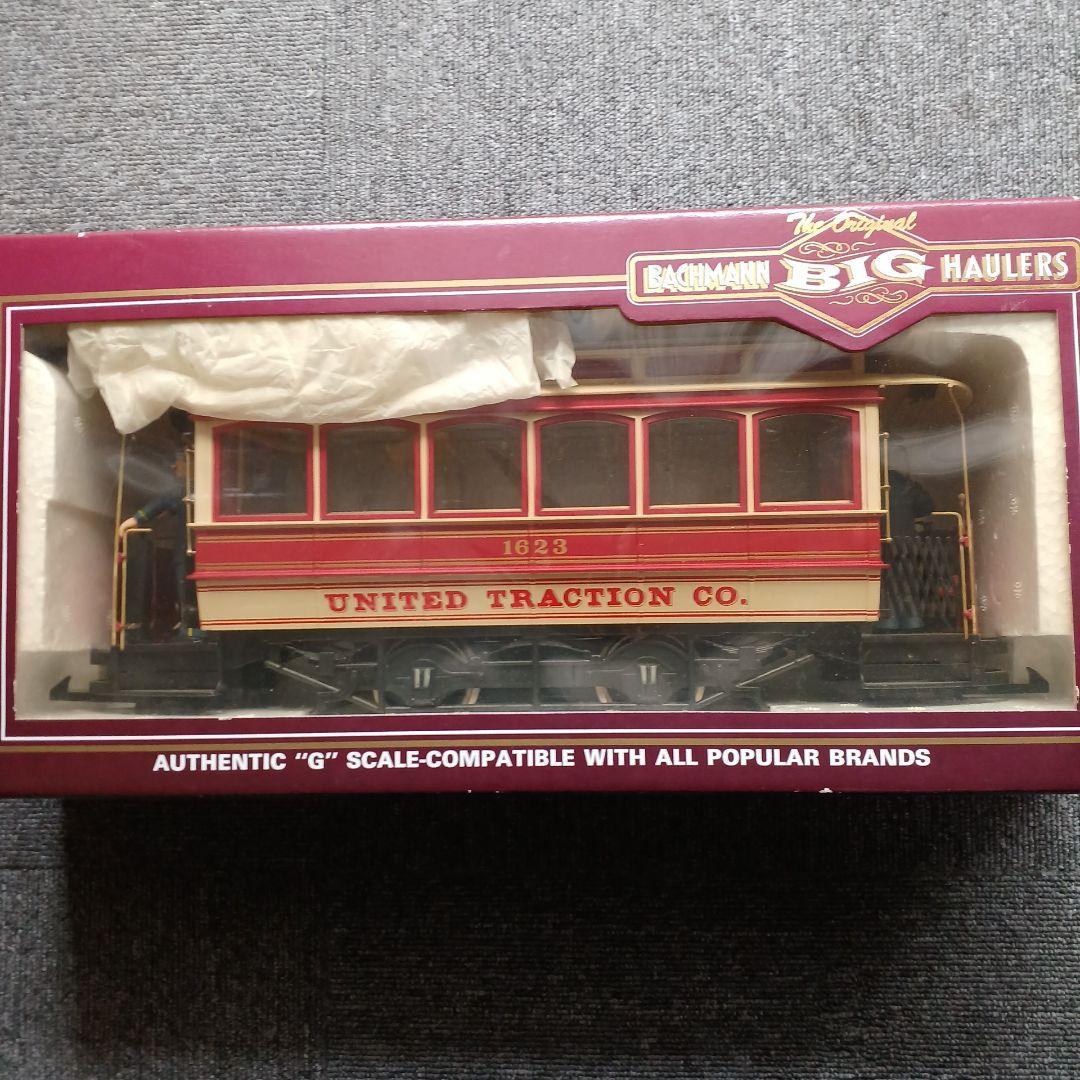 The Original
BACHMANN BIG HAULERS
1623
UNITED TRACTION CO.
AUTHENTIC "G" SCALE-COMPATIBLE WITH ALL POPULAR BRANDS